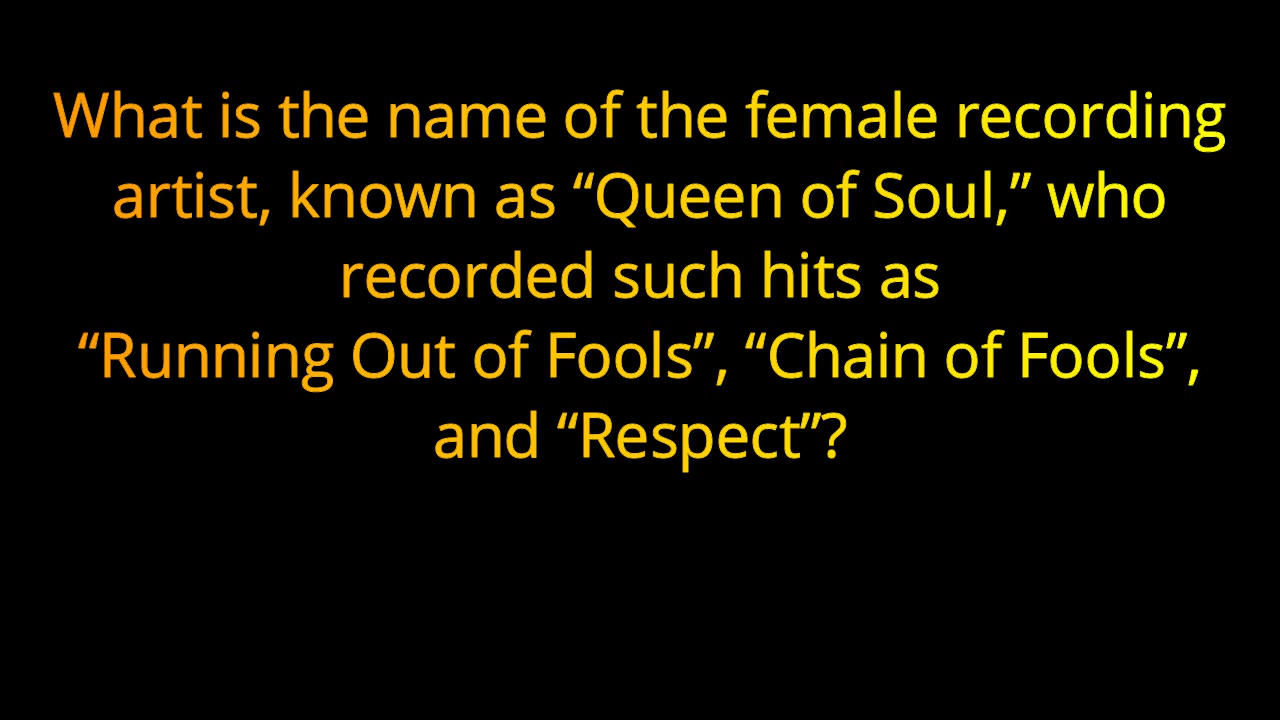 What is the name of the female recording
artist, known as “Queen of Soul,” who
recorded such hits as
“Running Out of Fools”, “Chain of Fools”,
and “Respect”?